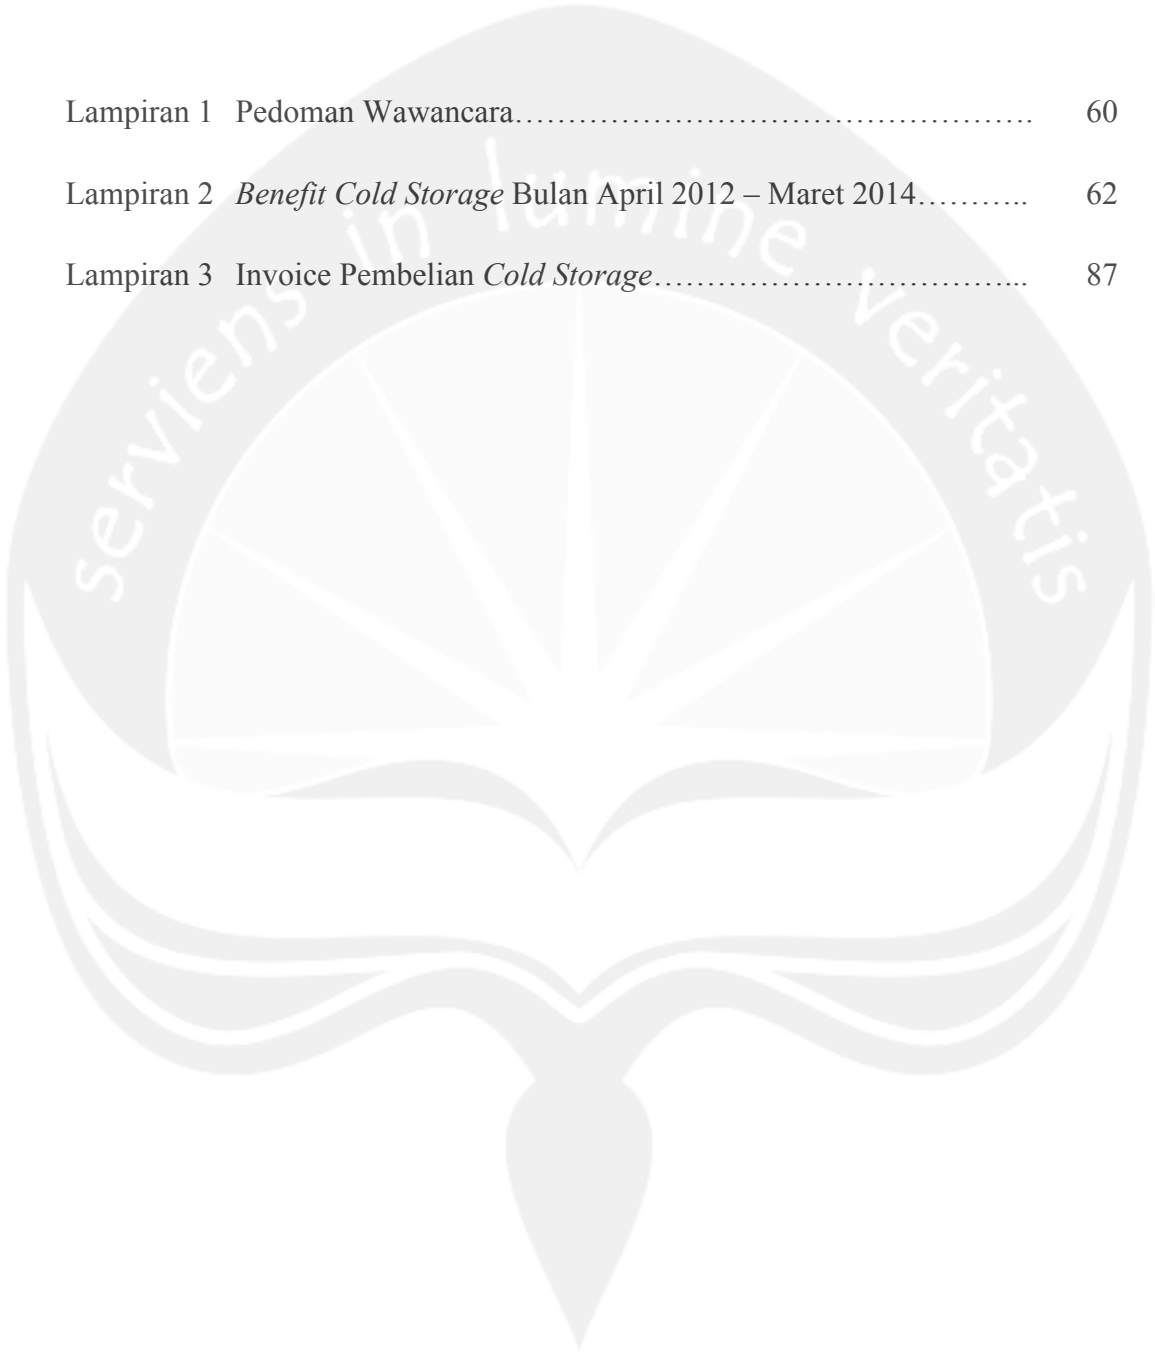 Lampiran 1 Pedoman Wawancara…………………………………………. 60
Lampiran 2 Benefit Cold Storage Bulan April 2012 – Maret 2014……….. 62
Lampiran 3 Invoice Pembelian Cold Storage……………………………... 87
serviens in lumine veritatis